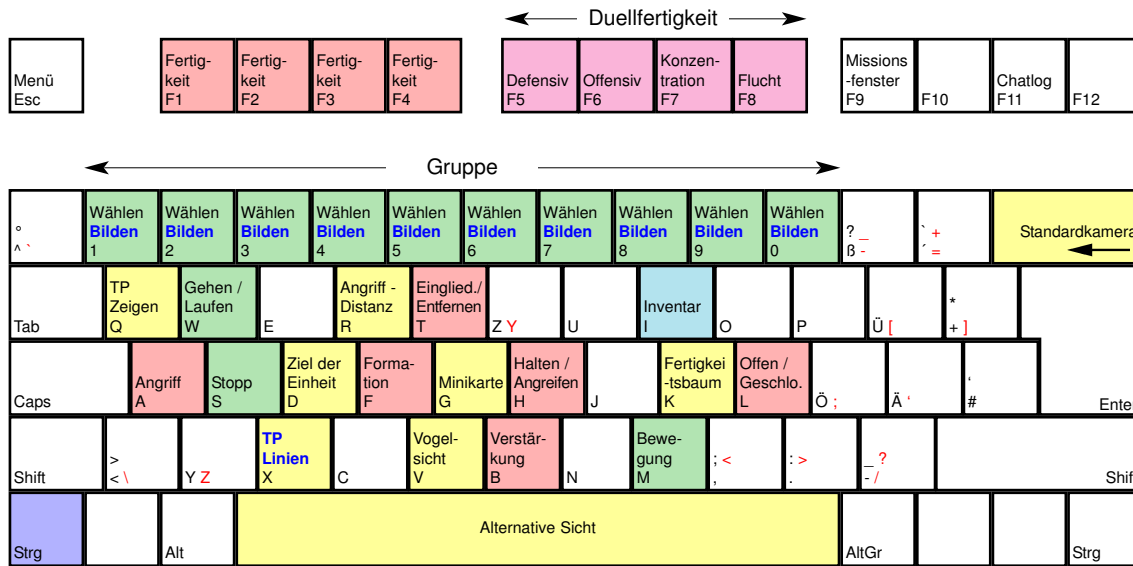 Duellfertigkeit
Menü
Esc
Fertig-
keit
F1
Fertig-
keit
F2
Fertig-
keit
F3
Fertig-
keit
F4
Defensiv
F5
Offensiv
F6
Konzen-
tration
F7
Flucht
F8
Missions
-fenster
F9
F10
Chatlog
F11
F12
Gruppe
°
^ `
Wählen
Bilden
1
Wählen
Bilden
2
Wählen
Bilden
3
Wählen
Bilden
4
Wählen
Bilden
5
Wählen
Bilden
6
Wählen
Bilden
7
Wählen
Bilden
8
Wählen
Bilden
9
Wählen
Bilden
0
? _
ß -
` +
´ =
Standardkamera
Tab
TP
Zeigen
Q
Gehen /
Laufen
W
E
Angriff -
Distanz
R
Einglied./
Entfernen
T
Z Y
U
Inventar
I
O
P
Ü [
*
+ ]
Caps
Angriff
A
Stopp
S
Ziel der
Einheit
D
Forma-
tion
F
Minikarte
G
Halten /
Angreifen
H
J
Fertigkei
-tsbaum
K
Offen /
Geschlo.
L
Ö ;
Ä '
'
#
Enter
Shift
>
< \
Y Z
TP
Linien
X
C
Vogel-
sicht
V
Verstär-
kung
B
N
Bewe-
gung
M
; <
,
: >
.
_ ?
- /
Shift
Strg
Alt
Alternative Sicht
AltGr
Strg